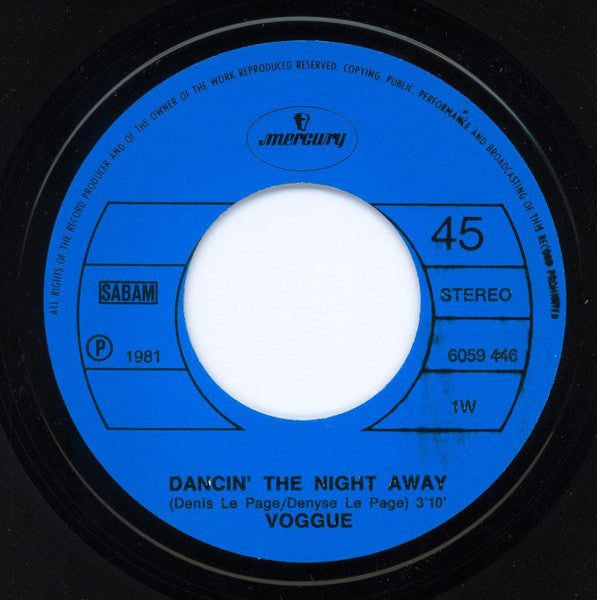 ALL RIGHTS OF THE RECORD PRODUCER AND OF THE OWNER OF THE WORK REPRODUCED RESERVED. COPYING, PUBLIC PERFORMANCE AND BROADCASTING OF THIS RECORD PROHIBITED
mercury
45
SABAM
STEREO
P 1981
6059 446
1W
DANCIN' THE NIGHT AWAY
(Denis Le Page/Denyse Le Page) 3'10'
VOGGUE